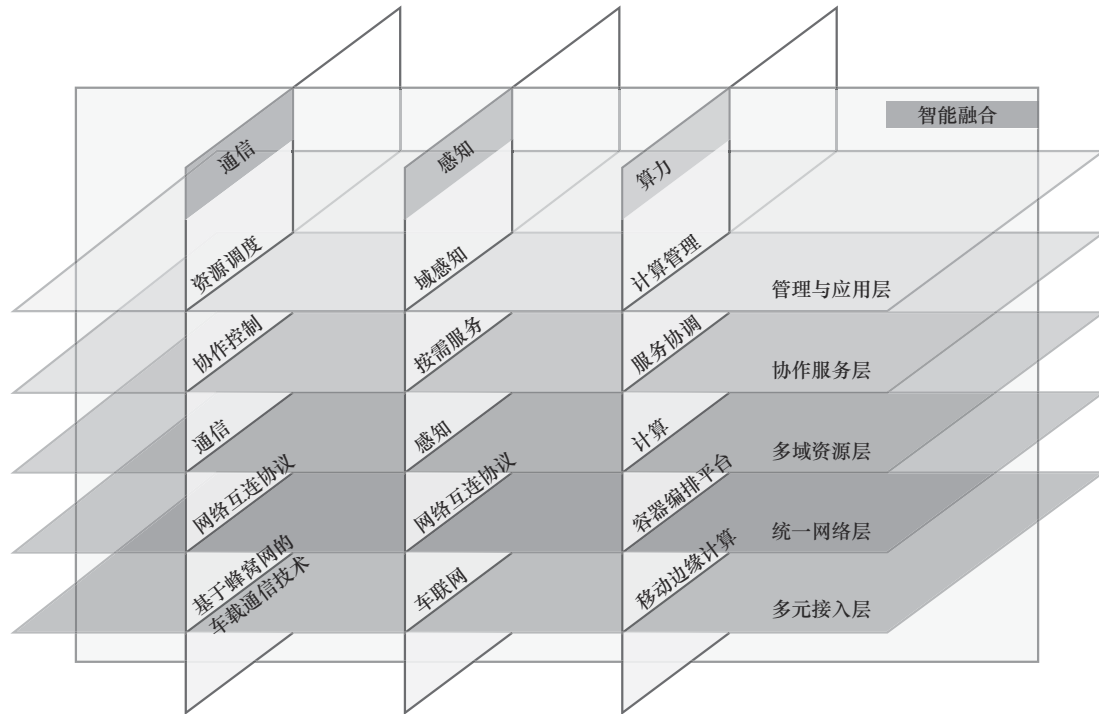 智能融合
通信
感知
算力
资源调度
域感知
计算管理
管理与应用层
协作控制
按需服务
服务协调
协作服务层
通信
感知
计算
多域资源层
网络互连协议
网络互连协议
容器编排平台
统一网络层
基于蜂窝网的
车载通信技术
车联网
移动边缘计算
多元接入层